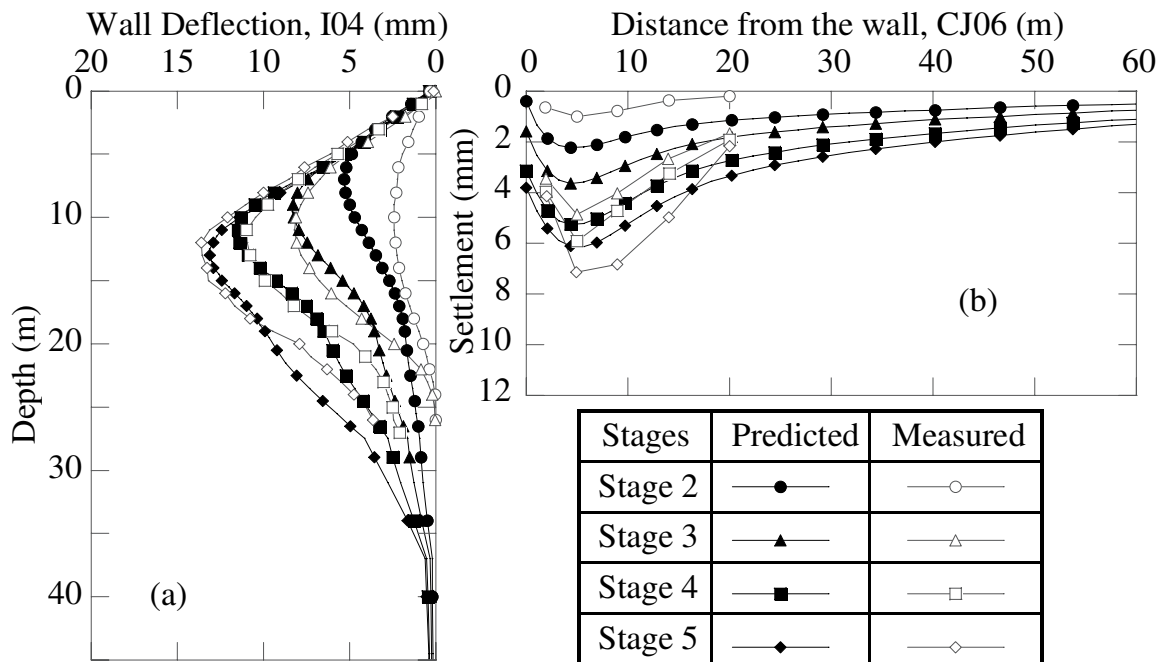 Wall Deflection, I04 (mm)
20 15 10 5 0
0
10
20
30
40
Depth (m)
(a)
Distance from the wall, CJ06 (m)
0 10 20 30 40 50 60
0
2
4
6
8
10
12
Settlement (mm)
(b)
Stages Predicted Measured
Stage 2
Stage 3
Stage 4
Stage 5